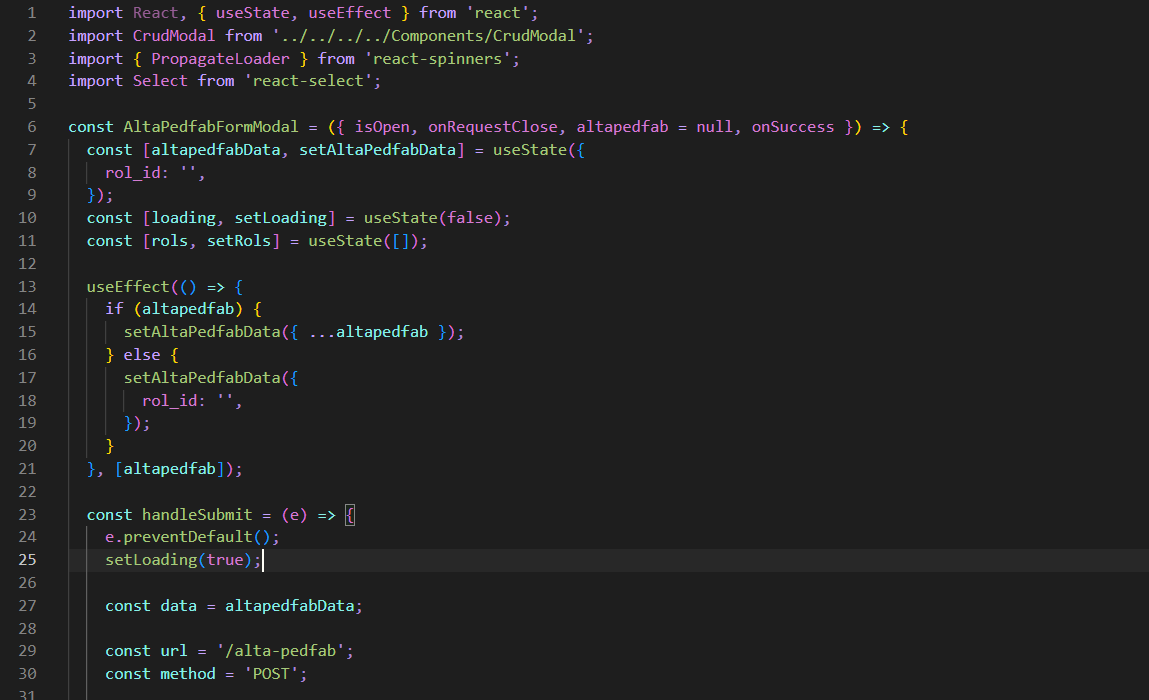 1 import React, { useState, useEffect } from 'react';
2 import CrudModal from '../../../../Components/CrudModal';
3 import { PropagateLoader } from 'react-spinners';
4 import Select from 'react-select';
5
6 const AltaPedfabFormModal = ({ isOpen, onRequestClose, altapedfab = null, onSuccess }) => {
7   const [altapedfabData, setAltaPedfabData] = useState({
8     rol_id: '',
9   });
10   const [loading, setLoading] = useState(false);
11   const [rols, setRols] = useState([]);
12
13   useEffect(() => {
14     if (altapedfab) {
15       setAltaPedfabData({ ...altapedfab });
16     } else {
17       setAltaPedfabData({
18         rol_id: '',
19       });
20     }
21   }, [altapedfab]);
22
23   const handleSubmit = (e) => {
24     e.preventDefault();
25     setLoading(true);
26
27     const data = altapedfabData;
28
29     const url = '/alta-pedfab';
30     const method = 'POST';
31